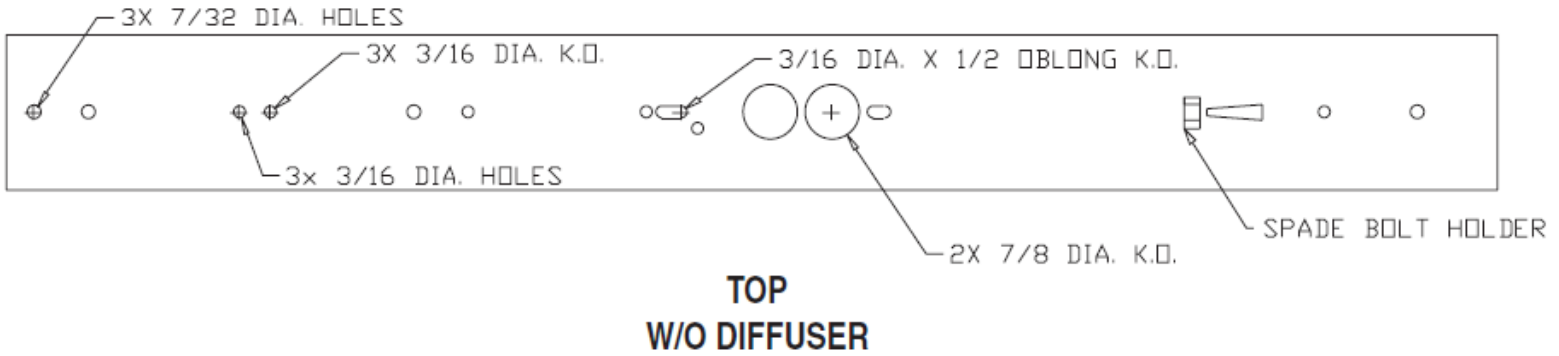 3X 7/32 DIA. HOLES
3X 3/16 DIA. K.O.
3/16 DIA. X 1/2 OBLONG K.O.
3x 3/16 DIA. HOLES
SPADE BOLT HOLDER
2X 7/8 DIA. K.O.
TOP
W/O DIFFUSER